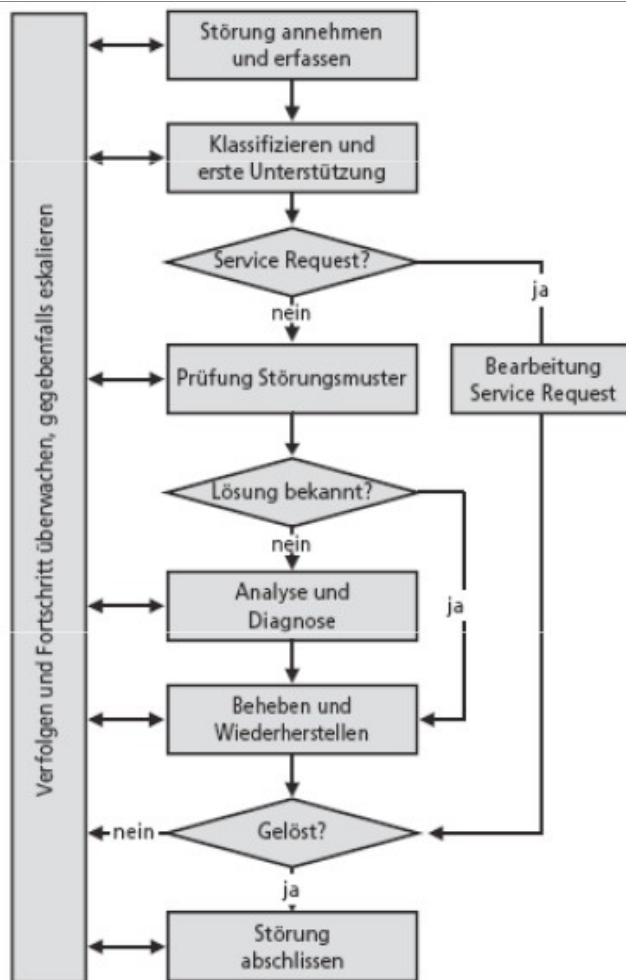 Störung annehmen
und erfassen
Klassifizieren und
erste Unterstützung
Service Request?
ja
nein
Prüfung Störungsmuster
Bearbeitung
Service Request
Lösung bekannt?
nein
ja
Analyse und
Diagnose
Beheben und
Wiederherstellen
Gelöst?
nein
ja
Störung
abschlissen
Verfolgen und Fortschritt überwachen, gegebenfalls eskalieren